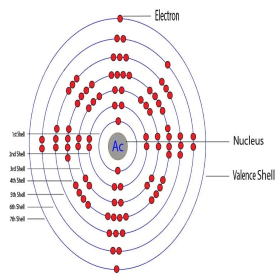 Electron
1st Shell
Ac
Nucleus
2nd Shell
3rd Shell
Valence Shell
4th Shell
5th Shell
6th Shell
7th Shell